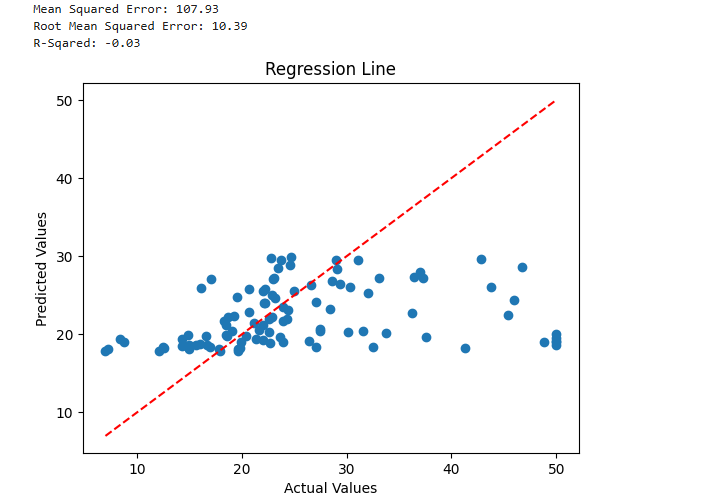 Mean Squared Error: 107.93
Root Mean Squared Error: 10.39
R-Sqared: -0.03
Regression Line
50
40
30
20
10
Predicted Values
10 20 30 40 50
Actual Values